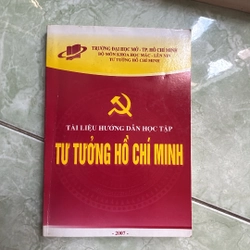 TRƯỜNG ĐẠI HỌC MỞ - TP. HỒ CHÍ MINH
BỘ MÔN KHOA HỌC MÁC - LÊNIN
TƯ TƯỞNG HỒ CHÍ MINH
TÀI LIỆU HƯỚNG DẪN HỌC TẬP
TƯ TƯỞNG HỒ CHÍ MINH
- 2007 -